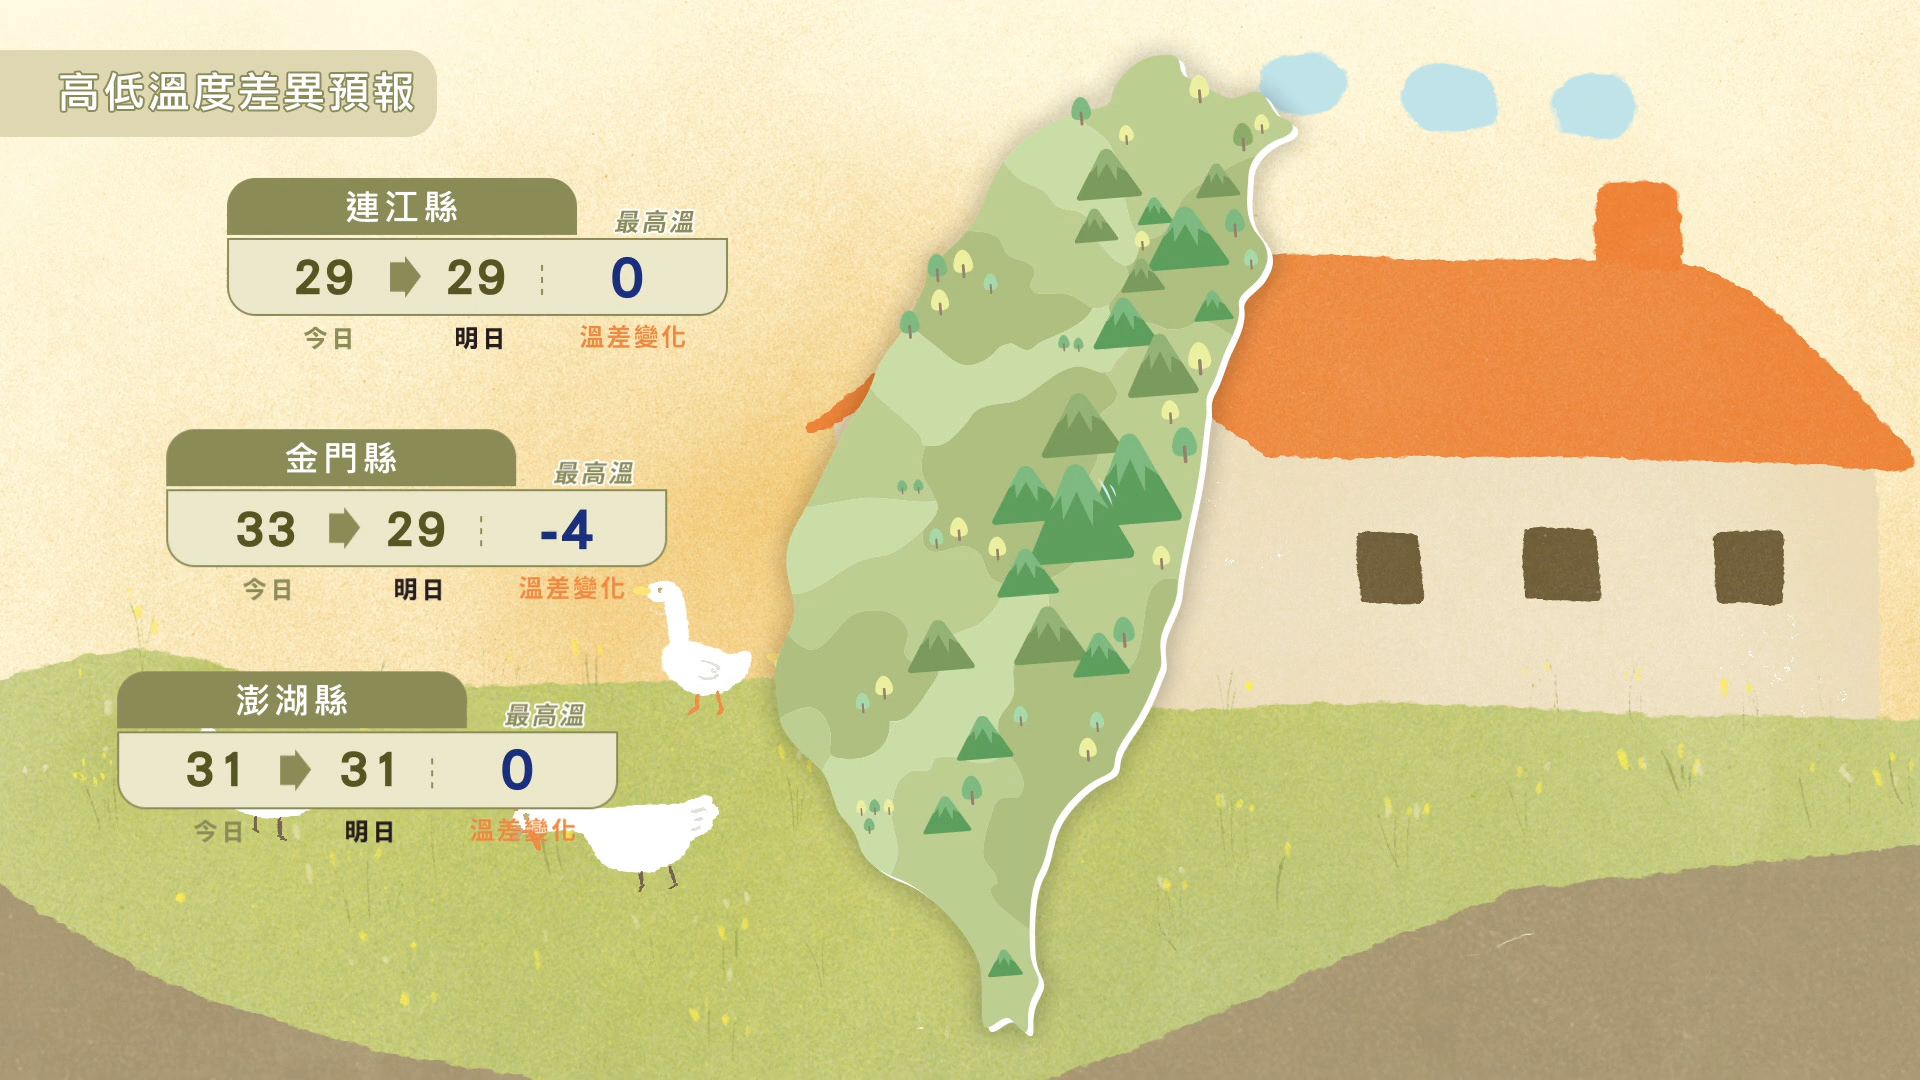 高低溫度差異預報
連江縣
最高溫
29 29 0
今日 明日 溫差變化
金門縣
最高溫
33 29 -4
今日 明日 溫差變化
澎湖縣
最高溫
31 31 0
今日 明日 溫差變化